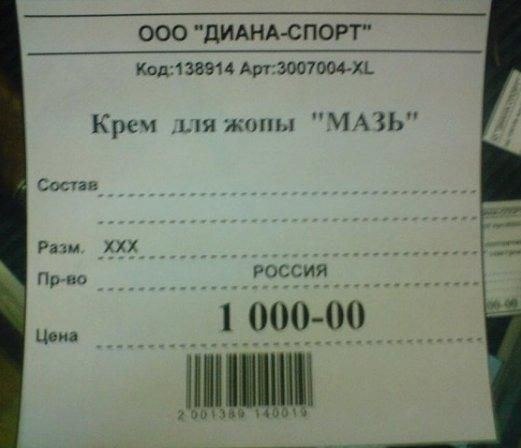 ООО "ДИАНА-СПОРТ"
Код:138914 Арт:3007004-XL
Крем для жопы "МАЗЬ"
Состав
Разм. XXX
Пр-во РОССИЯ
Цена 1 000-00
2 001389 140019